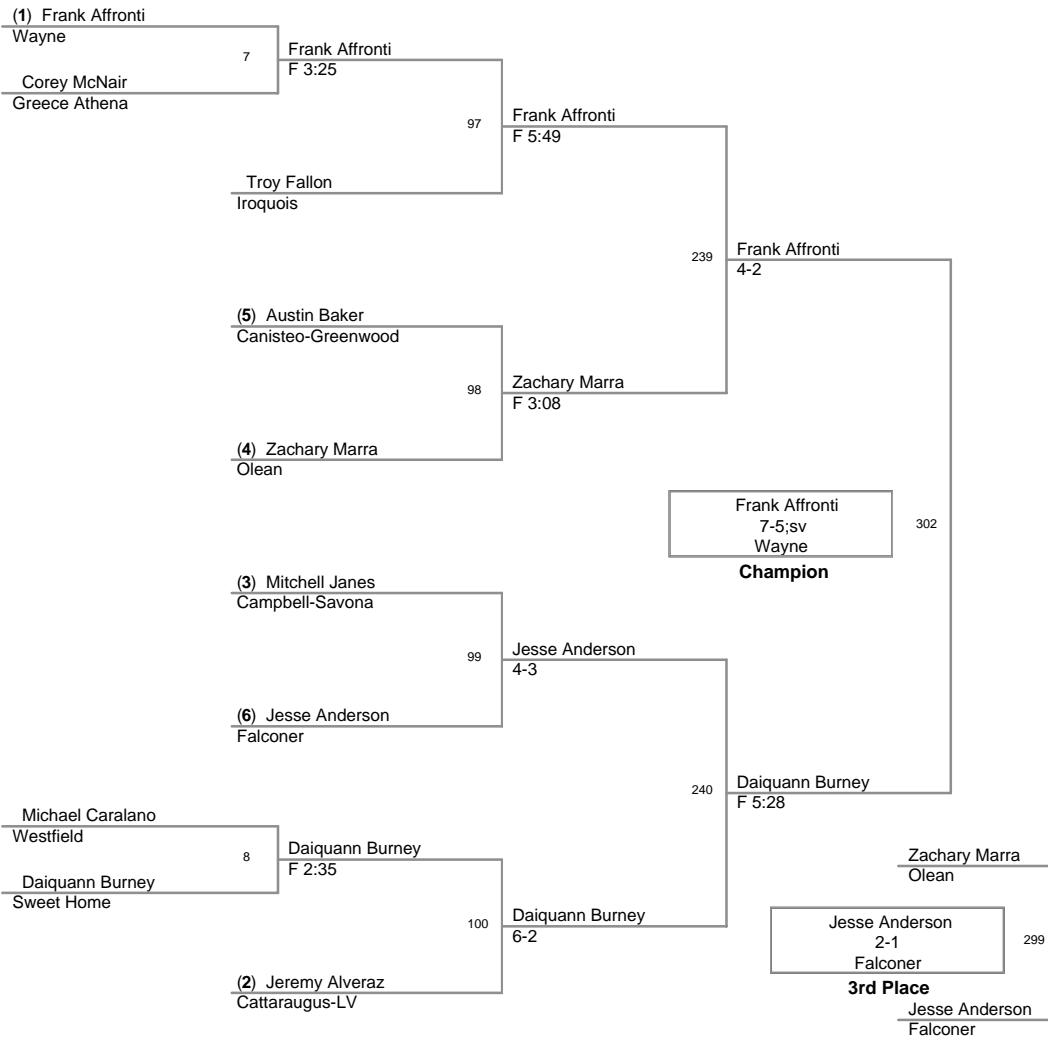 (1) Frank Affronti
Wayne
7
Frank Affronti
F 3:25
Corey McNair
Greece Athena
97
Frank Affronti
F 5:49
Troy Fallon
Iroquois
239
Frank Affronti
4-2
(5) Austin Baker
Canisteo-Greenwood
98
Zachary Marra
F 3:08
(4) Zachary Marra
Olean
Frank Affronti
7-5;sv
Wayne
302
Champion
(3) Mitchell Janes
Campbell-Savona
99
Jesse Anderson
4-3
(6) Jesse Anderson
Falconer
240
Daiquann Burney
F 5:28
Michael Caralano
Westfield
8
Daiquann Burney
F 2:35
Daiquann Burney
Sweet Home
100
Daiquann Burney
6-2
(2) Jeremy Alveraz
Cattaraugus-LV
Zachary Marra
Olean
Jesse Anderson
2-1
Falconer
299
3rd Place
Jesse Anderson
Falconer